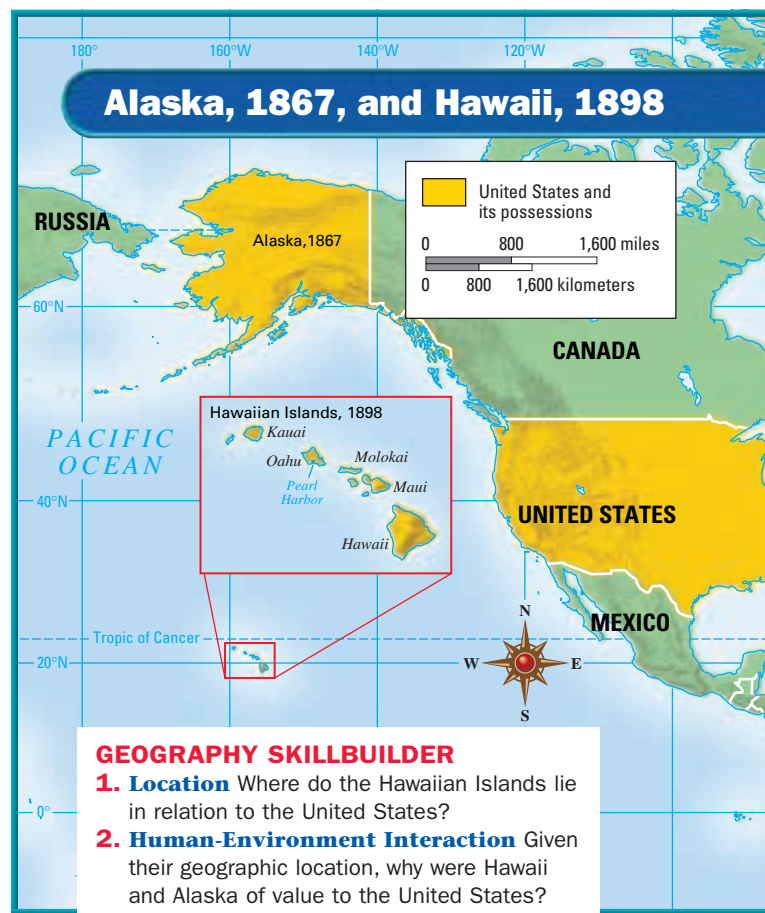 180°
160°W
140°W
120°W
Alaska, 1867, and Hawaii, 1898
RUSSIA
Alaska,1867
United States and
its possessions
0 800 1,600 miles
0 800 1,600 kilometers
60°N
CANADA
Hawaiian Islands, 1898
Kauai
Oahu
Molokai
Pearl
Harbor
Maui
Hawaii
PACIFIC
OCEAN
40°N
UNITED STATES
MEXICO
Tropic of Cancer
20°N
N
W
E
S
0°
GEOGRAPHY SKILLBUILDER
1. Location Where do the Hawaiian Islands lie
in relation to the United States?
2. Human-Environment Interaction Given
their geographic location, why were Hawaii
and Alaska of value to the United States?